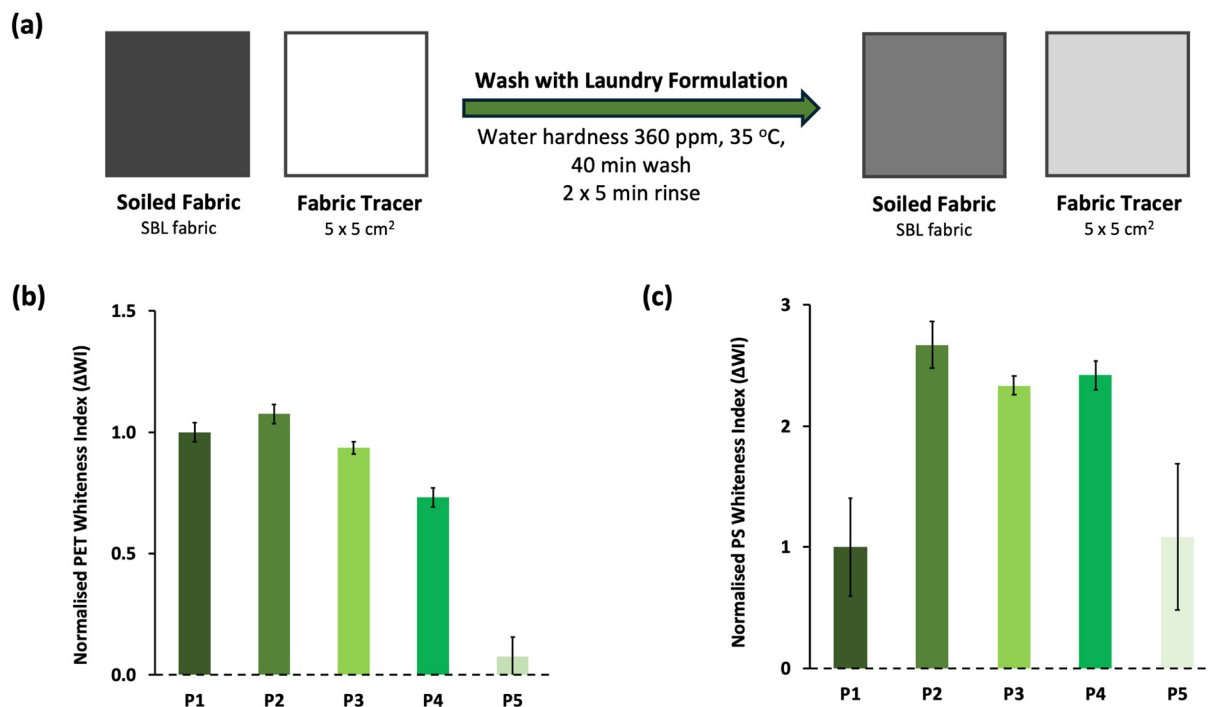 (a)
Soiled Fabric
SBL fabric
Fabric Tracer
5 x 5 cm²
Wash with Laundry Formulation
Water hardness 360 ppm, 35 °C,
40 min wash
2 x 5 min rinse
Soiled Fabric
SBL fabric
Fabric Tracer
5 x 5 cm²
(b)
Normalised PET Whiteness Index (ΔWI)
1.5
1.0
0.5
0.0
P1 P2 P3 P4 P5
(c)
Normalised PS Whiteness Index (ΔWI)
3
2
1
0
P1 P2 P3 P4 P5